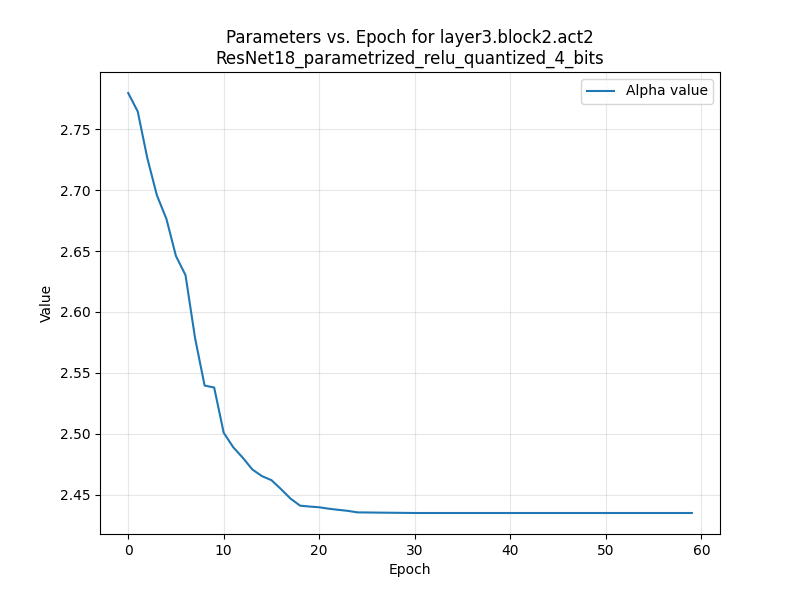 Parameters vs. Epoch for layer3.block2.act2
ResNet18_parametrized_relu_quantized_4_bits
Alpha value
2.75
2.70
2.65
2.60
2.55
2.50
2.45
Value
0 10 20 30 40 50 60
Epoch